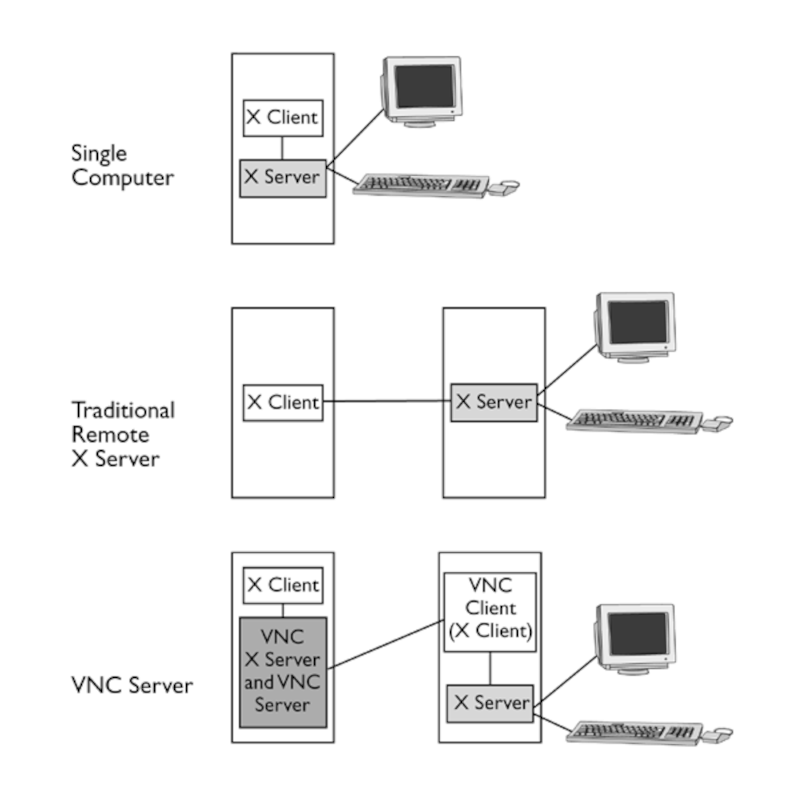 Single
Computer
X Client
X Server
Traditional
Remote
X Server
X Client
X Server
VNC Server
X Client
VNC
X Server
and VNC
Server
VNC
Client
(X Client)
X Server